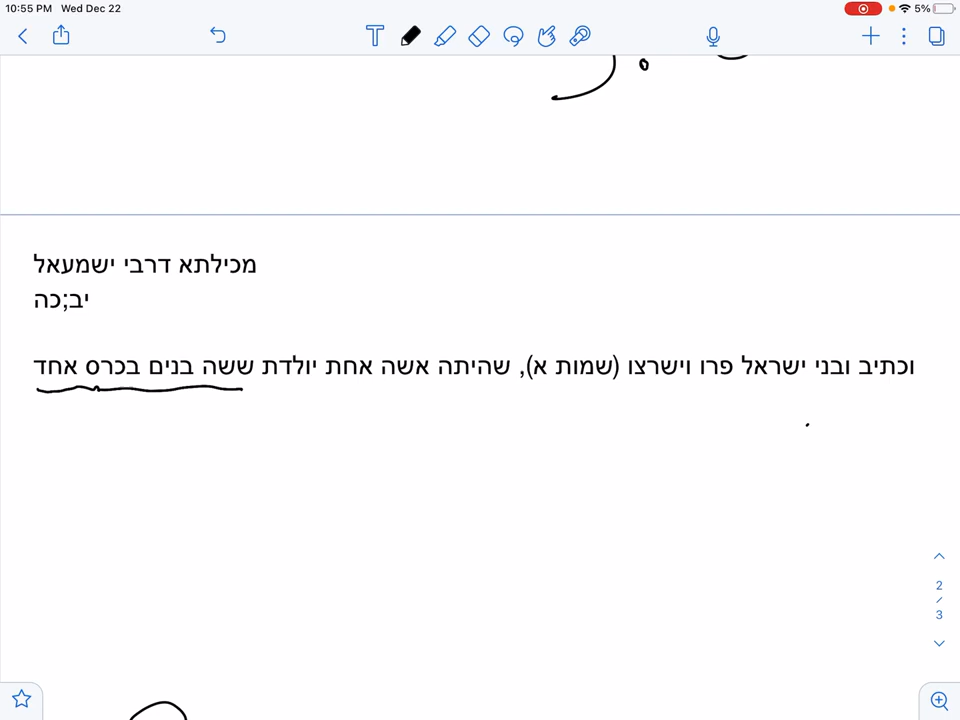 10:55 PM Wed Dec 22
5%
T
מכילתא דרבי ישמעאל
יב;כה
וכתיב ובני ישראל פרו וישרצו (שמות א), שהיתה אשה אחת יולדת ששה בנים בכרס אחד
2
/
3